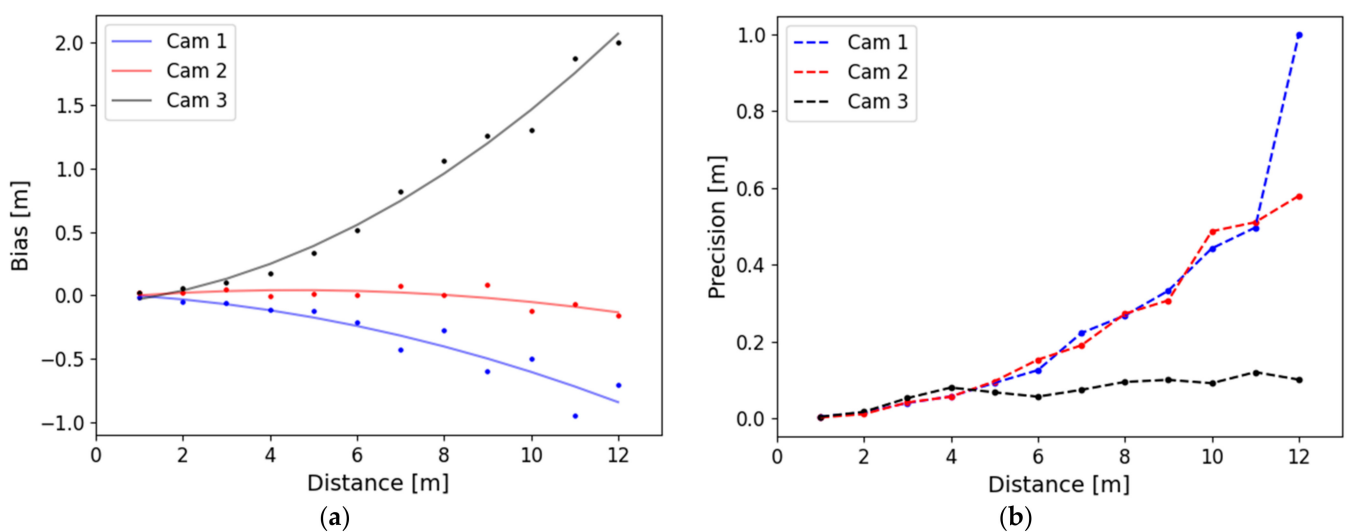 Cam 1
Cam 2
Cam 3
2.0
1.5
1.0
0.5
0.0
−0.5
−1.0
Bias [m]
0 2 4 6 8 10 12
Distance [m]
(a)
Cam 1
Cam 2
Cam 3
1.0
0.8
0.6
0.4
0.2
0.0
Precision [m]
0 2 4 6 8 10 12
Distance [m]
(b)